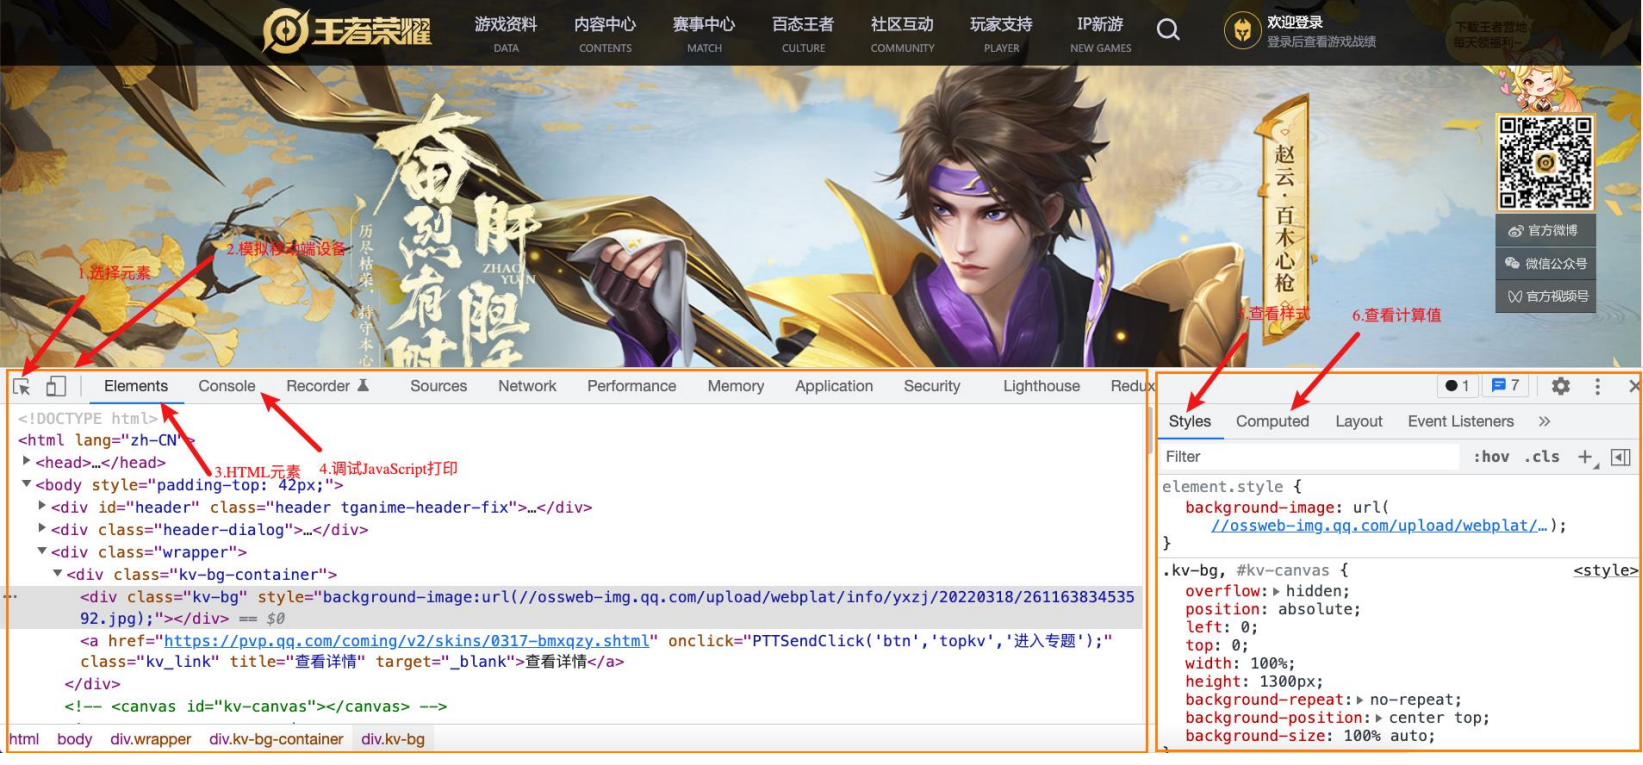 王者荣耀
游戏资料 内容中心 赛事中心 百态王者 社区互动 玩家支持 IP新游
DATA CONTENTS MATCH CULTURE COMMUNITY PLAYER NEW GAMES
欢迎登录
登录后查看游戏战绩
下载王者营地
每天领福利~
奋烈有时
肝胆
ZHAO
YUN
历尽枯荣 持守本心
赵云·百木心枪
官方微博
微信公众号
官方视频号
1.选择元素
2.模拟移动端设备
5.查看样式
6.查看计算值
Elements Console Recorder Sources Network Performance Memory Application Security Lighthouse Redux
1 7
<!DOCTYPE html>
<html lang="zh-CN">
<head>…</head>
3.HTML元素
4.调试JavaScript打印
<body style="padding-top: 42px;">
<div id="header" class="header tganime-header-fix">…</div>
<div class="header-dialog">…</div>
<div class="wrapper">
<div class="kv-bg-container">
<div class="kv-bg" style="background-image:url(//ossweb-img.qq.com/upload/webplat/info/yxzj/20220318/261163834535
92.jpg);"></div> == $0
<a href="https://pvp.qq.com/coming/v2/skins/0317-bmxqzy.shtml" onclick="PTTSendClick('btn','topkv','进入专题');"
class="kv_link" title="查看详情" target="_blank">查看详情</a>
</div>
<!-- <canvas id="kv-canvas"></canvas> -->
html body div.wrapper div.kv-bg-container div.kv-bg
Styles Computed Layout Event Listeners »
Filter :hov .cls +
element.style {
background-image: url(
//ossweb-img.qq.com/upload/webplat/… );
}
.kv-bg, #kv-canvas { <style>
overflow: hidden;
position: absolute;
left: 0;
top: 0;
width: 100%;
height: 1300px;
background-repeat: no-repeat;
background-position: center top;
background-size: 100% auto;